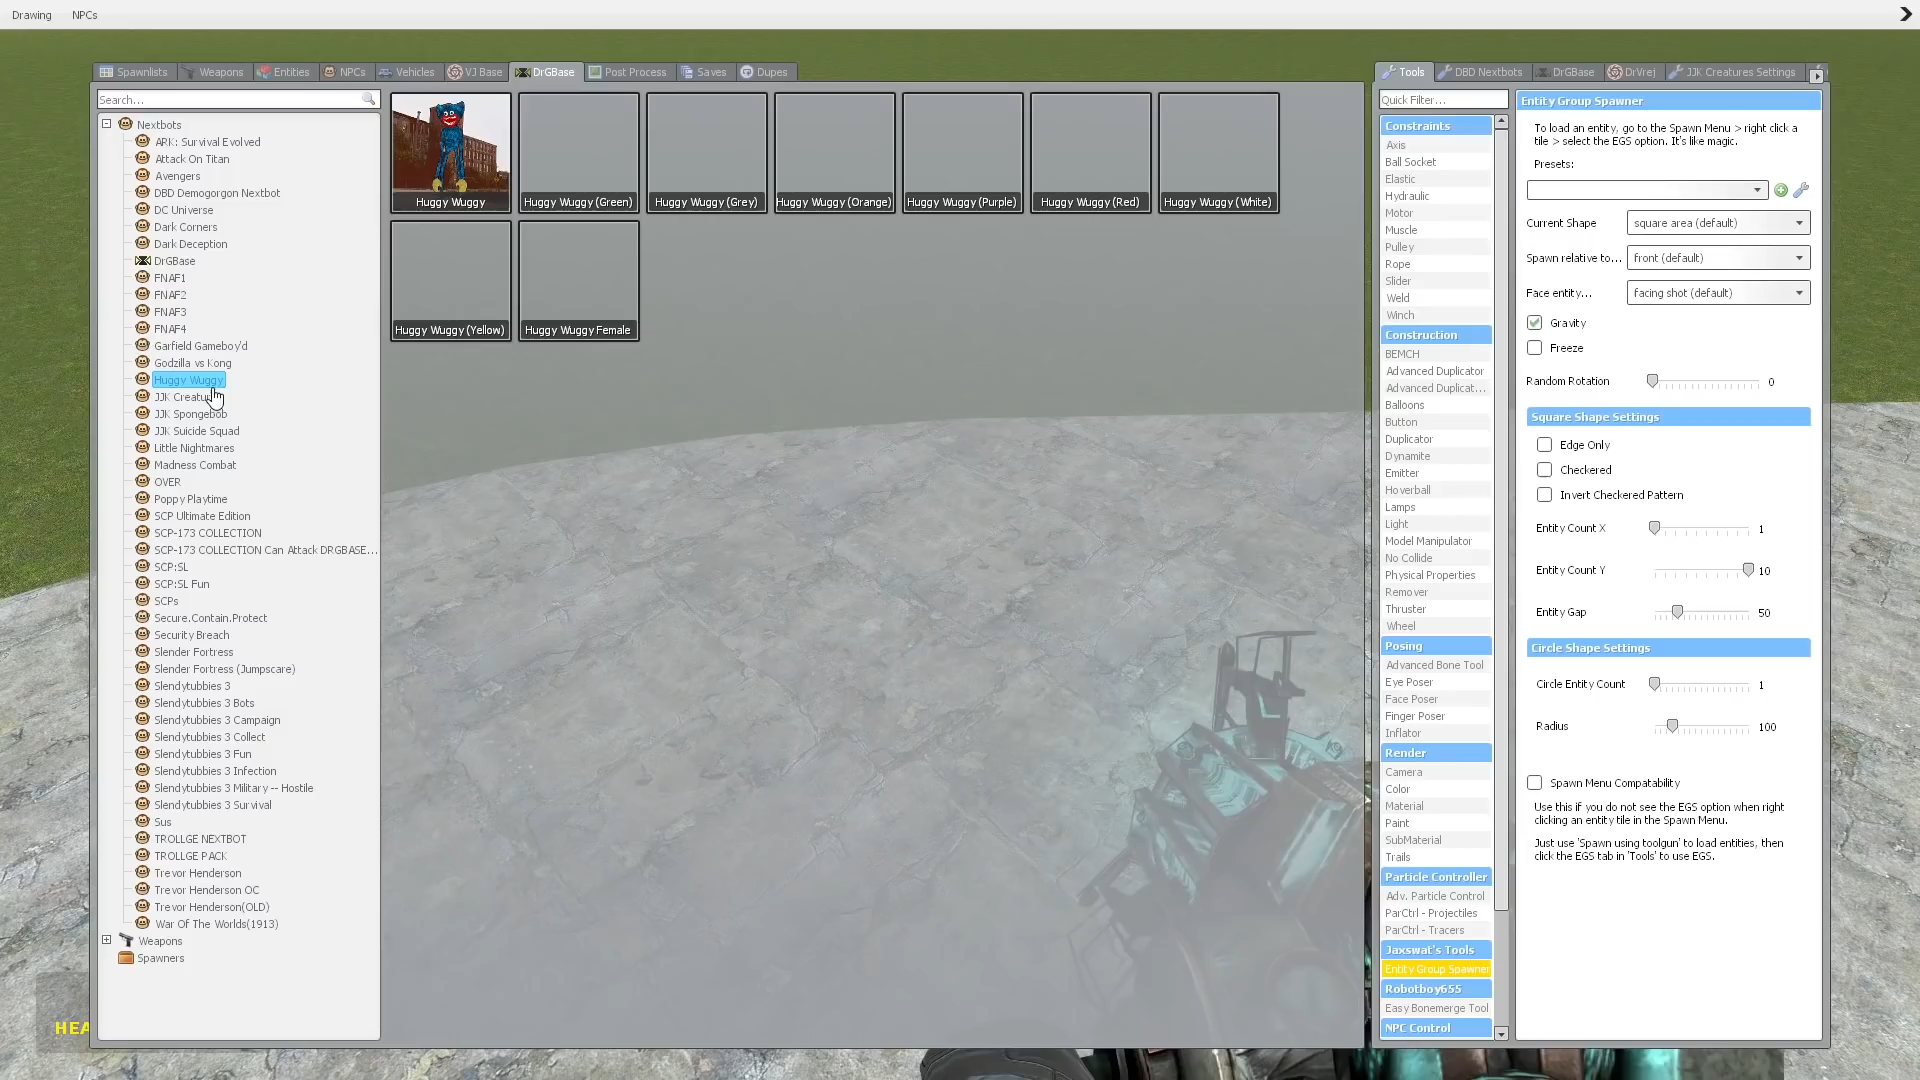 Drawing NPCs
Spawnlists Weapons Entities NPCs Vehicles VJ Base DrGBase Post Process Saves Dupes
Search...
Nextbots
ARK: Survival Evolved
Attack On Titan
Avengers
DBD Demogorgon Nextbot
DC Universe
Dark Corners
Dark Deception
DrGBase
FNAF1
FNAF2
FNAF3
FNAF4
Garfield Gameboy'd
Godzilla vs Kong
Huggy Wuggy
JJK
JJK Spongebob
JJK Suicide Squad
Little Nightmares
Madness Combat
OVER
Poppy Playtime
SCP Ultimate Edition
SCP-173 COLLECTION
SCP-173 COLLECTION Can Attack DRGBASE...
SCP:SL
SCP:SL Fun
SCPs
Secure.Contain.Protect
Security Breach
Slender Fortress
Slender Fortress (Jumpscare)
Slendytubbies 3
Slendytubbies 3 Bots
Slendytubbies 3 Campaign
Slendytubbies 3 Collect
Slendytubbies 3 Fun
Slendytubbies 3 Infection
Slendytubbies 3 Military -- Hostile
Slendytubbies 3 Survival
Sus
TROLLGE NEXTBOT
TROLLGE PACK
Trevor Henderson
Trevor Henderson OC
Trevor Henderson(OLD)
War Of The Worlds(1913)
Weapons
Spawners
HEA
Huggy Wuggy
Huggy Wuggy (Green)
Huggy Wuggy (Grey)
Huggy Wuggy (Orange)
Huggy Wuggy (Purple)
Huggy Wuggy (Red)
Huggy Wuggy (White)
Huggy Wuggy (Yellow)
Huggy Wuggy Female
Tools DBD Nextbots DrGBase DrVrej JJK Creatures Settings
Quick Filter...
Constraints
Axis
Ball Socket
Elastic
Hydraulic
Motor
Muscle
Pulley
Rope
Slider
Weld
Winch
Construction
BEMCH
Advanced Duplicator
Advanced Duplicat...
Balloons
Button
Duplicator
Dynamite
Emitter
Hoverball
Lamps
Light
Model Manipulator
No Collide
Physical Properties
Remover
Thruster
Wheel
Posing
Advanced Bone Tool
Eye Poser
Face Poser
Finger Poser
Inflator
Render
Camera
Color
Material
Paint
SubMaterial
Trails
Particle Controller
Adv. Particle Control
ParCtrl - Projectiles
ParCtrl - Tracers
Jaxswat's Tools
Entity Group Spawner
Robotboy655
Easy Bonemerge Tool
NPC Control
Entity Group Spawner
To load an entity, go to the Spawn Menu > right click a
tile > select the EGS option. It's like magic.
Presets:
Current Shape square area (default)
Spawn relative to... front (default)
Face entity... facing shot (default)
Gravity
Freeze
Random Rotation 0
Square Shape Settings
Edge Only
Checkered
Invert Checkered Pattern
Entity Count X 1
Entity Count Y 10
Entity Gap 50
Circle Shape Settings
Circle Entity Count 1
Radius 100
Spawn Menu Compatability
Use this if you do not see the EGS option when right
clicking an entity tile in the Spawn Menu.
Just use 'Spawn using toolgun' to load entities, then
click the EGS tab in 'Tools' to use EGS.